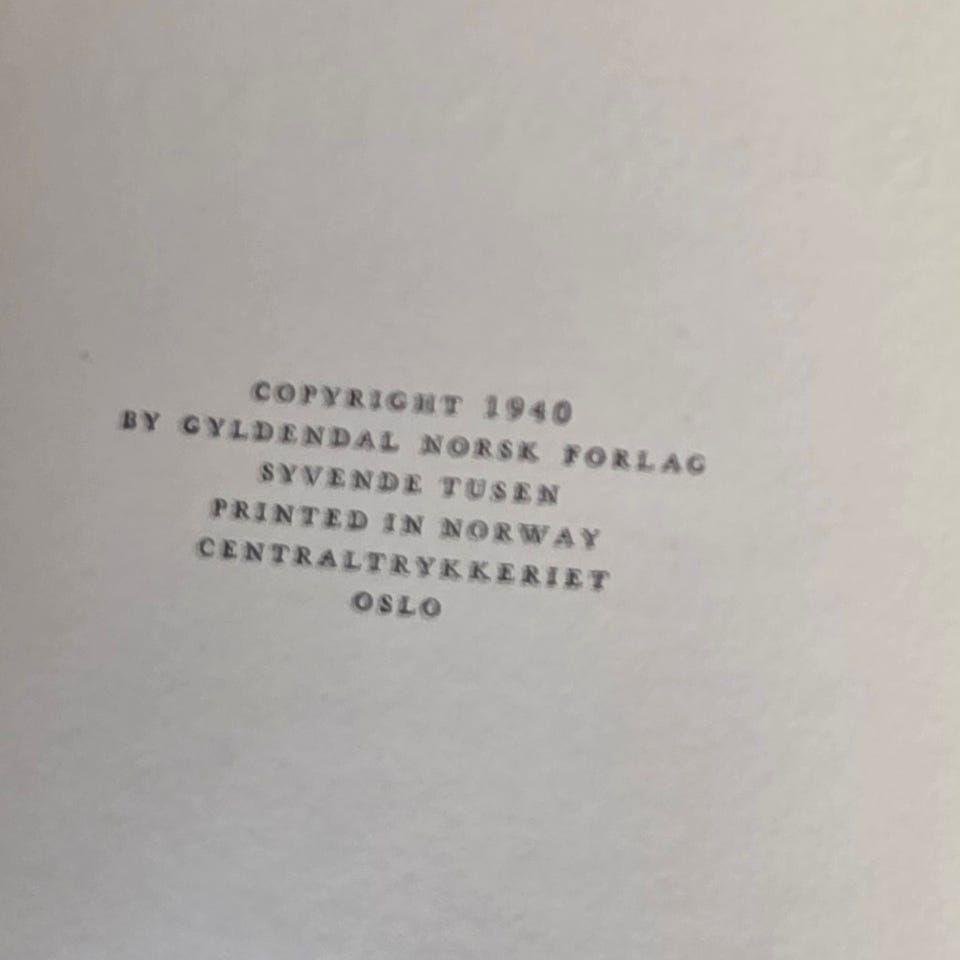 COPYRIGHT 1940
BY GYLDENDAL NORSK FORLAG
SYVENDE TUSEN
PRINTED IN NORWAY
CENTRALTRYKKERIET
OSLO